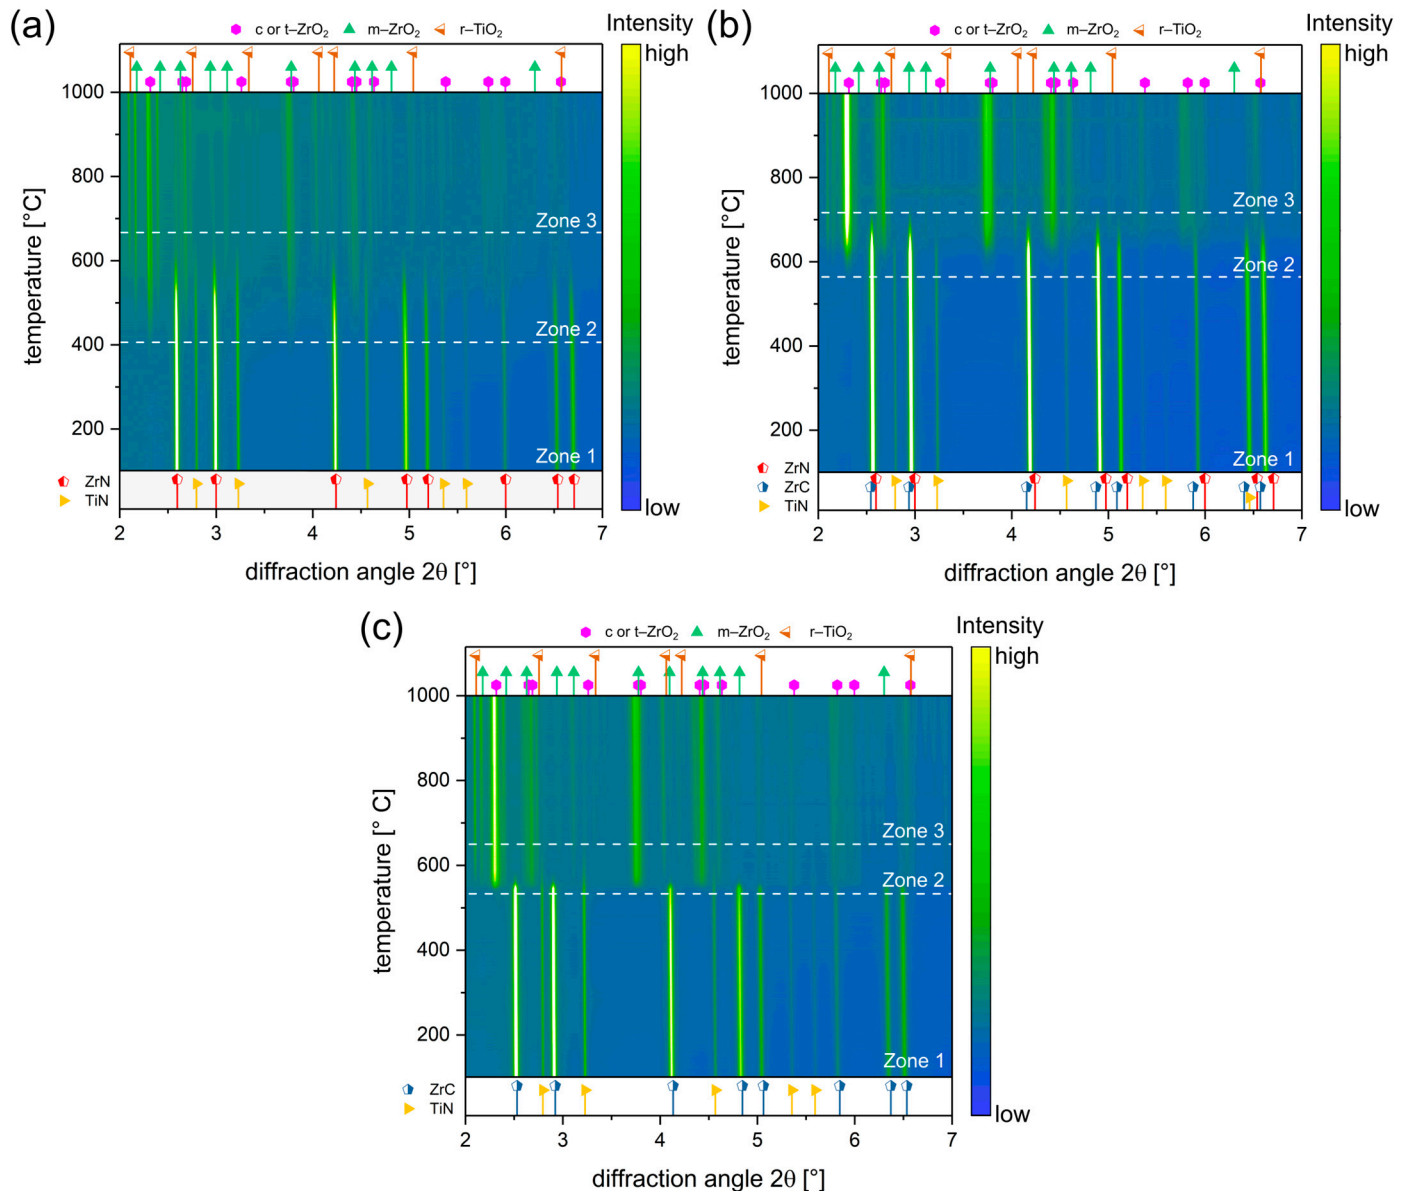 (a)
c or t–ZrO₂ m–ZrO₂ r–TiO₂
Intensity
high
low
1000
800
600
400
200
temperature [°C]
Zone 3
Zone 2
Zone 1
ZrN
TiN
2 3 4 5 6 7
diffraction angle 2θ [°]
(b)
c or t–ZrO₂ m–ZrO₂ r–TiO₂
Intensity
high
low
1000
800
600
400
200
temperature [°C]
Zone 3
Zone 2
Zone 1
ZrN
ZrC
TiN
2 3 4 5 6 7
diffraction angle 2θ [°]
(c)
c or t–ZrO₂ m–ZrO₂ r–TiO₂
Intensity
high
low
1000
800
600
400
200
temperature [° C]
Zone 3
Zone 2
Zone 1
ZrC
TiN
2 3 4 5 6 7
diffraction angle 2θ [°]